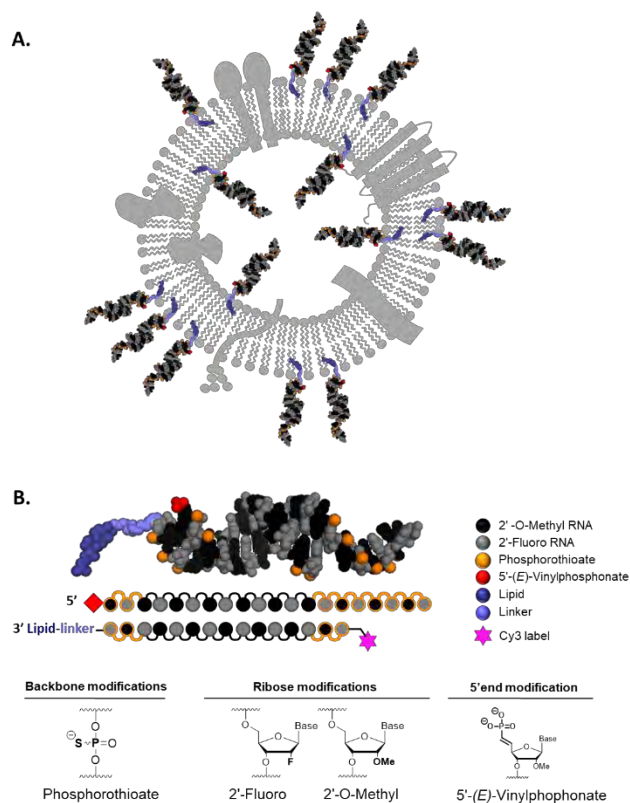 A.
B.
2' -O-Methyl RNA
2'-Fluoro RNA
Phosphorothioate
5'-(E)-Vinylphosphonate
Lipid
Linker
Cy3 label
5'
3' Lipid-linker
Backbone modifications
Ribose modifications
5'end modification
O
S P O
O
Phosphorothioate
O Base
O
O F
2'-Fluoro
O Base
O
O OMe
2'-O-Methyl
O
O P O
O Base
O OMe
5'-(E)-Vinylphophonate